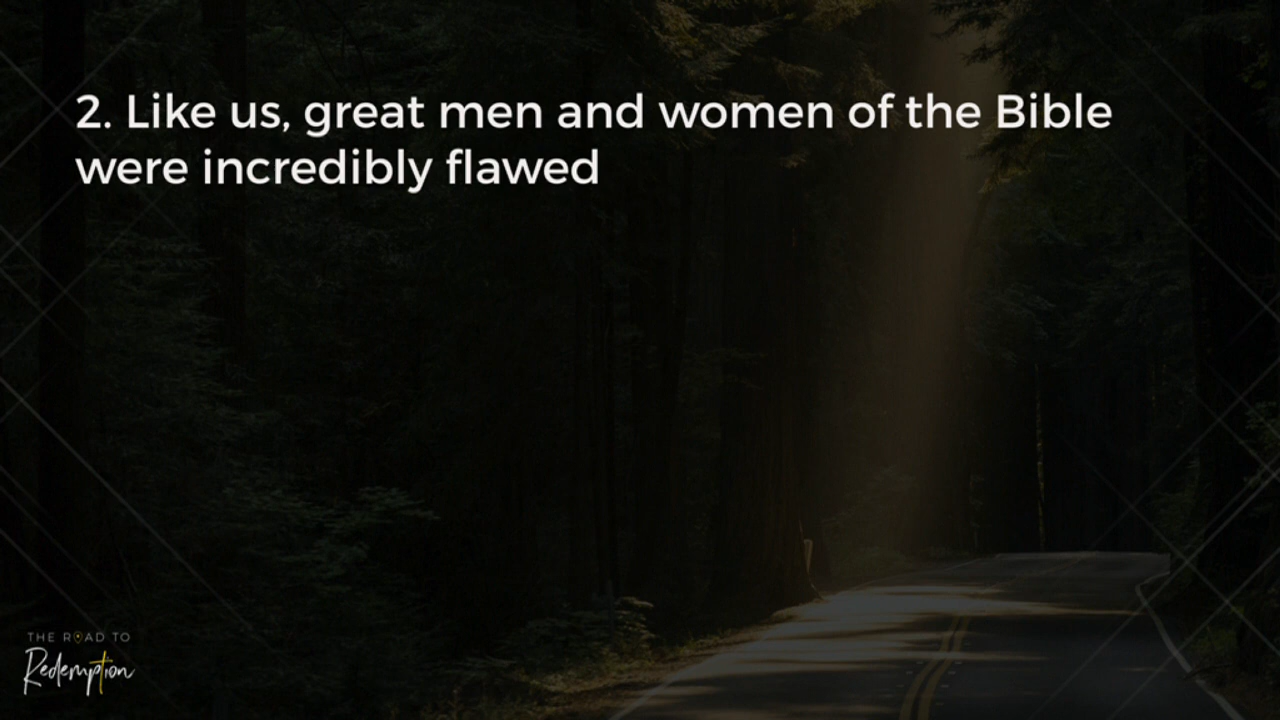 2. Like us, great men and women of the Bible
were incredibly flawed
THE ROAD TO
Redemption